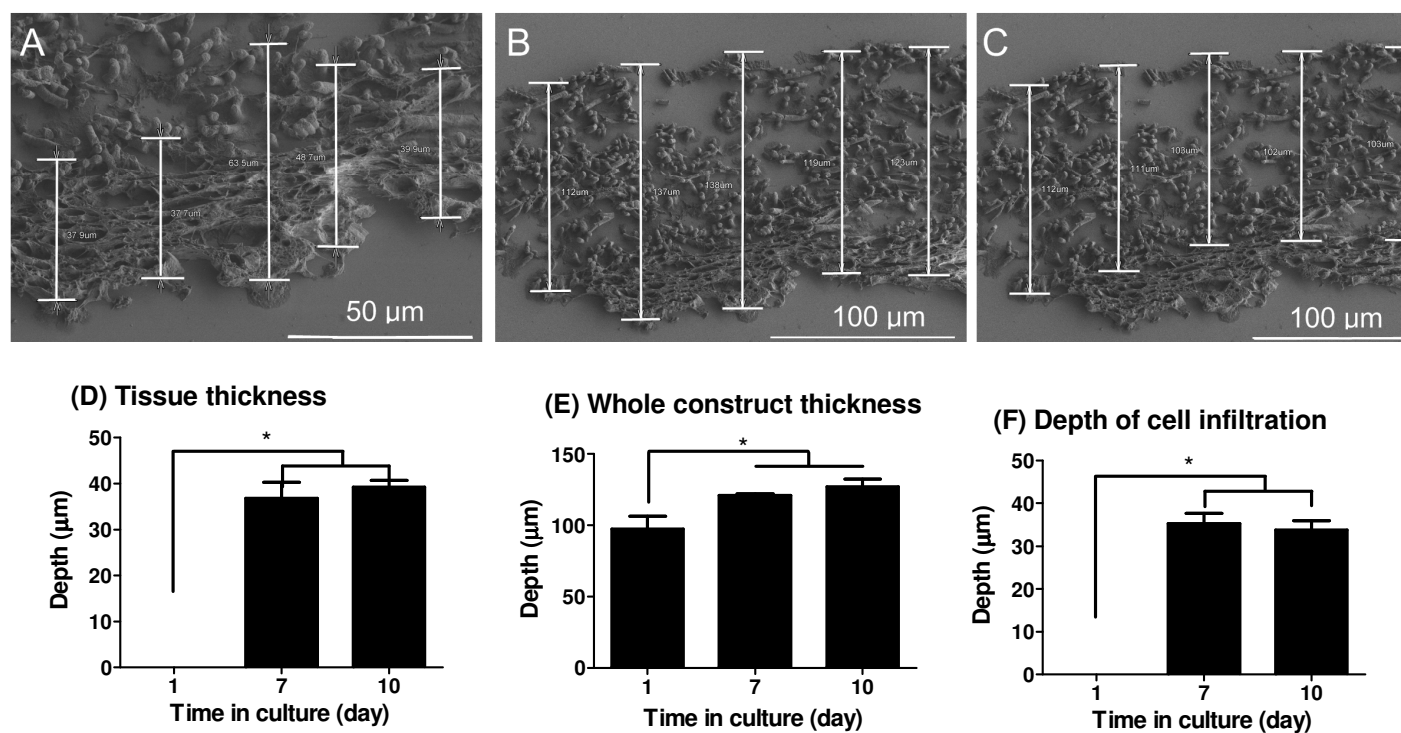 A
37.9um
37.7um
63.5um
48.7um
39.9um
50 µm
B
112um
137um
138um
119um
123um
100 µm
C
112um
111um
103um
102um
103um
100 µm
(D) Tissue thickness
*
50
40
30
20
10
0
Depth (µm)
1 7 10
Time in culture (day)
(E) Whole construct thickness
*
150
100
50
0
Depth (µm)
1 7 10
Time in culture (day)
(F) Depth of cell infiltration
*
50
40
30
20
10
0
Depth (µm)
1 7 10
Time in culture (day)